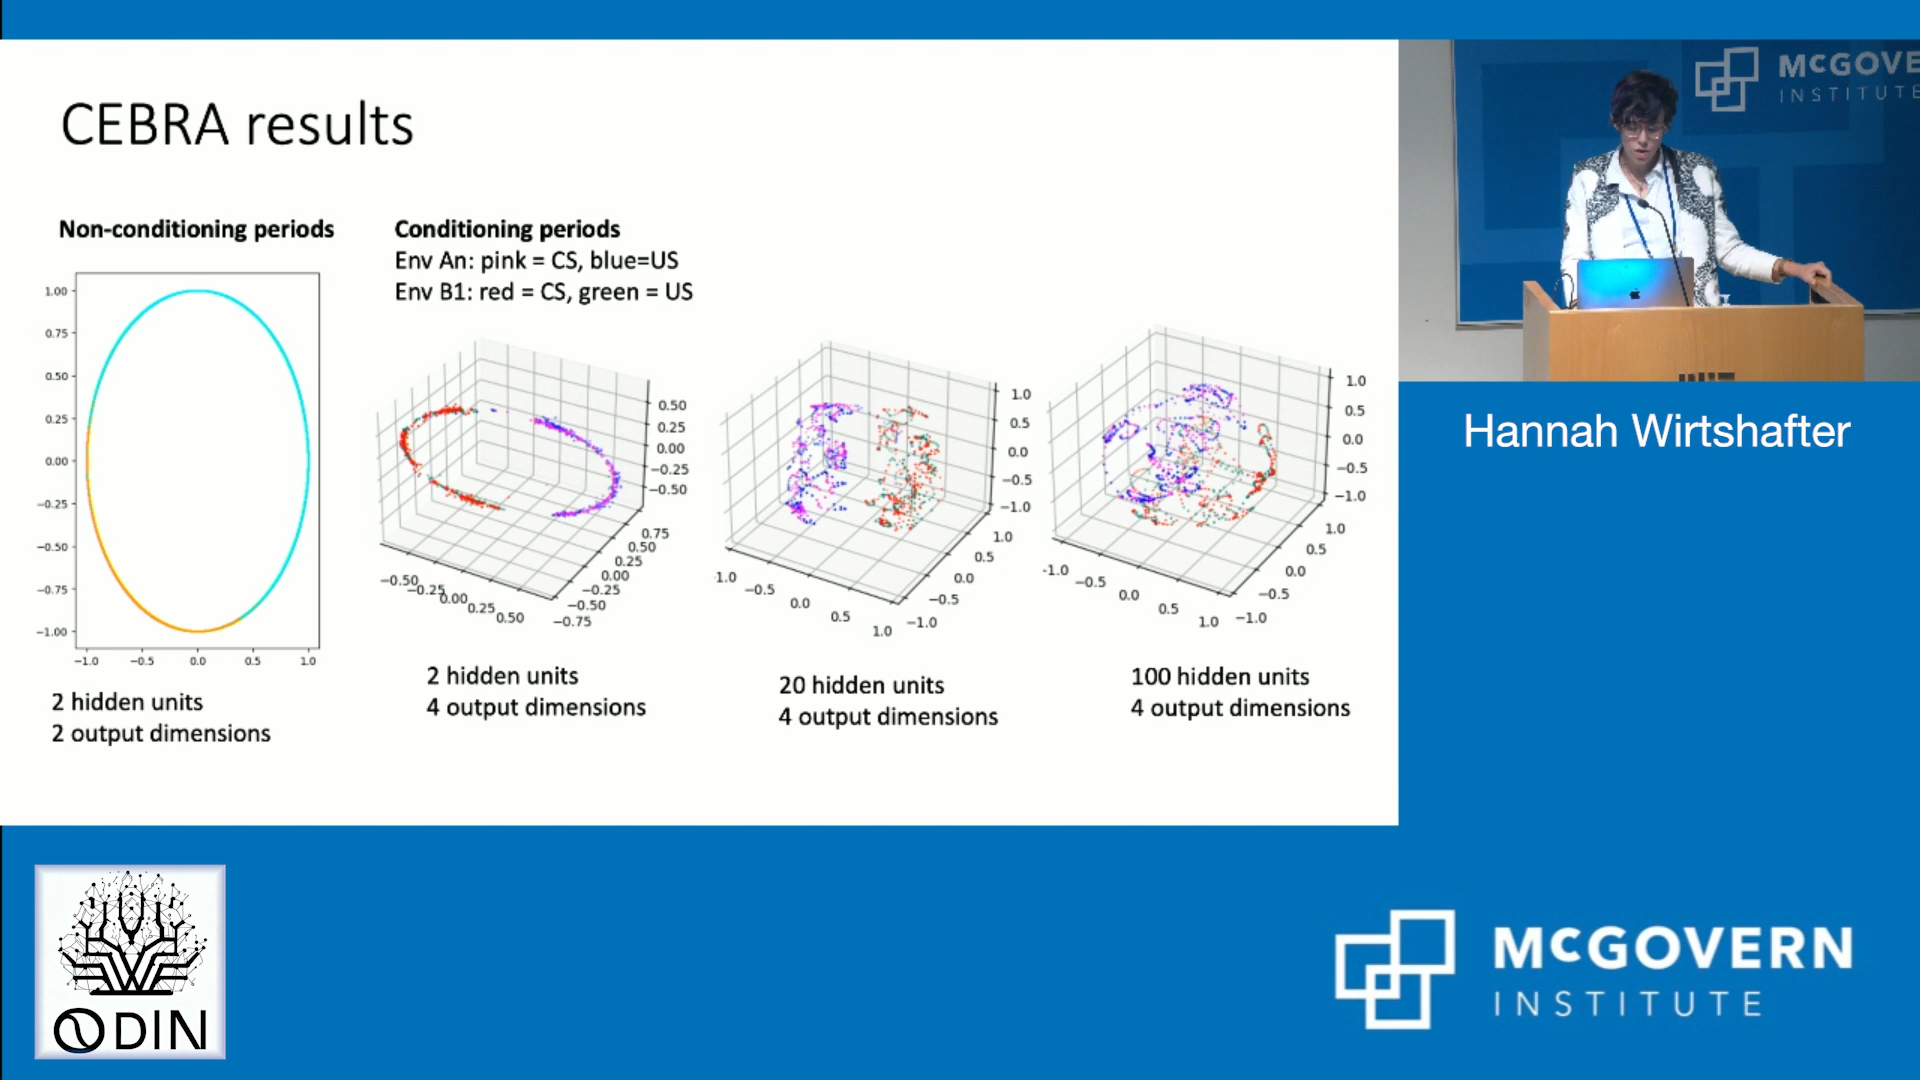 CEBRA results
Non-conditioning periods
Conditioning periods
Env An: pink = CS, blue=US
Env B1: red = CS, green = US
1.00
0.75
0.50
0.25
0.00
−0.25
−0.50
−0.75
−1.00
−1.0 −0.5 0.0 0.5 1.0
2 hidden units
2 output dimensions
0.50
0.25
0.00
−0.25
−0.50
0.75
0.50
0.25
0.00
−0.25
−0.50
−0.75
−0.50
−0.25
0.00
0.25
0.50
2 hidden units
4 output dimensions
1.0
0.5
0.0
−0.5
−1.0
1.0
0.5
0.0
−0.5
−1.0
-1.0
−0.5
0.0
0.5
1.0
20 hidden units
4 output dimensions
1.0
0.5
0.0
−0.5
−1.0
1.0
0.5
0.0
−0.5
−1.0
-1.0
−0.5
0.0
0.5
1.0
100 hidden units
4 output dimensions
McGOVE
INSTITUTE
Hannah Wirtshafter
ODIN
McGOVERN
INSTITUTE